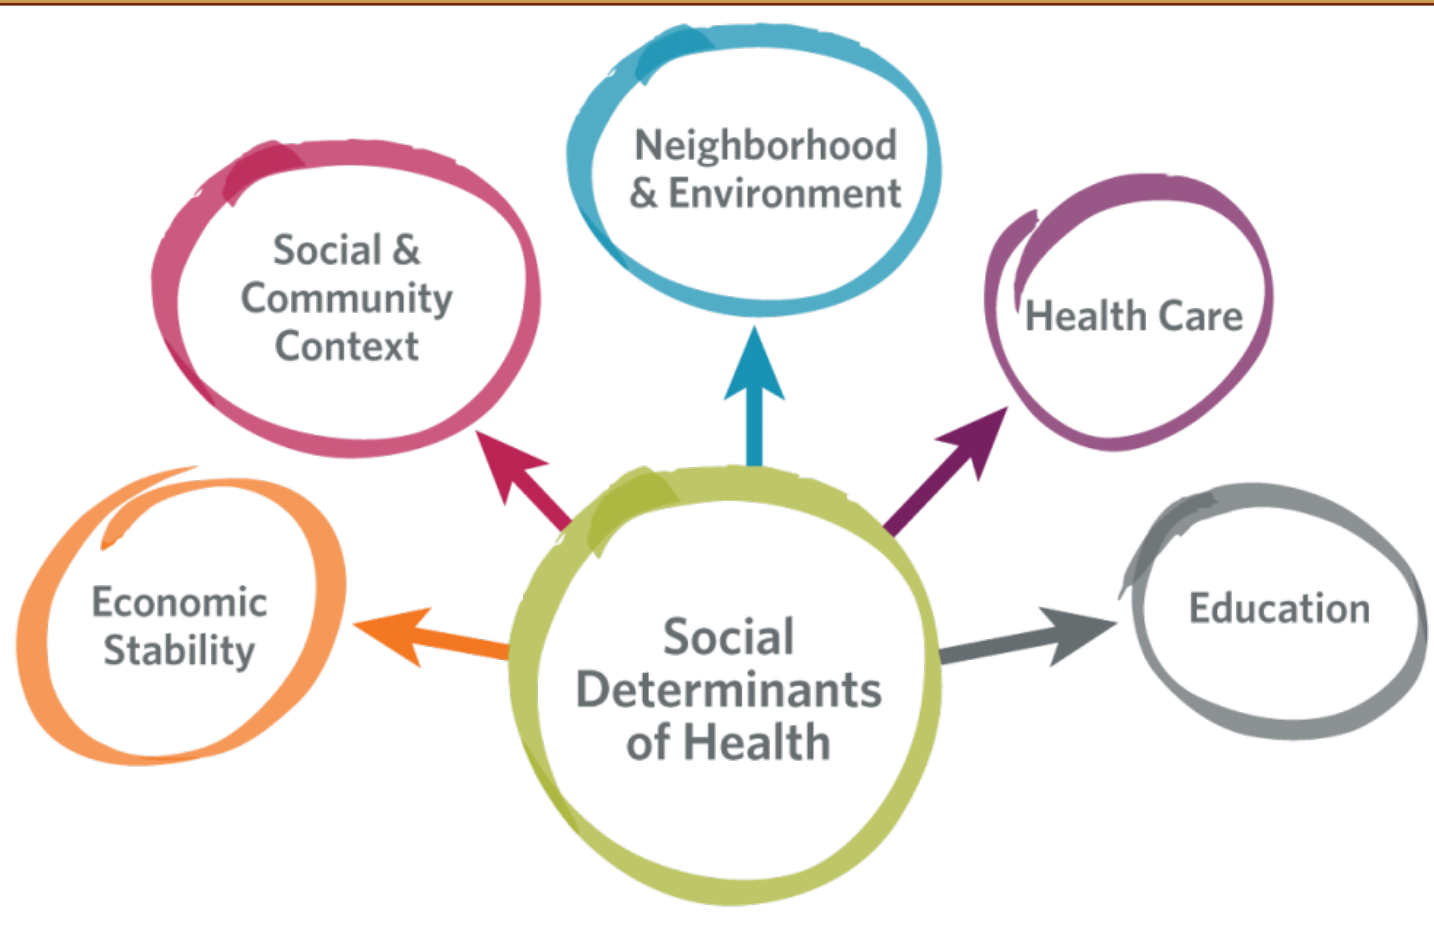 Neighborhood
& Environment
Social &
Community
Context
Health Care
Economic
Stability
Education
Social
Determinants
of Health